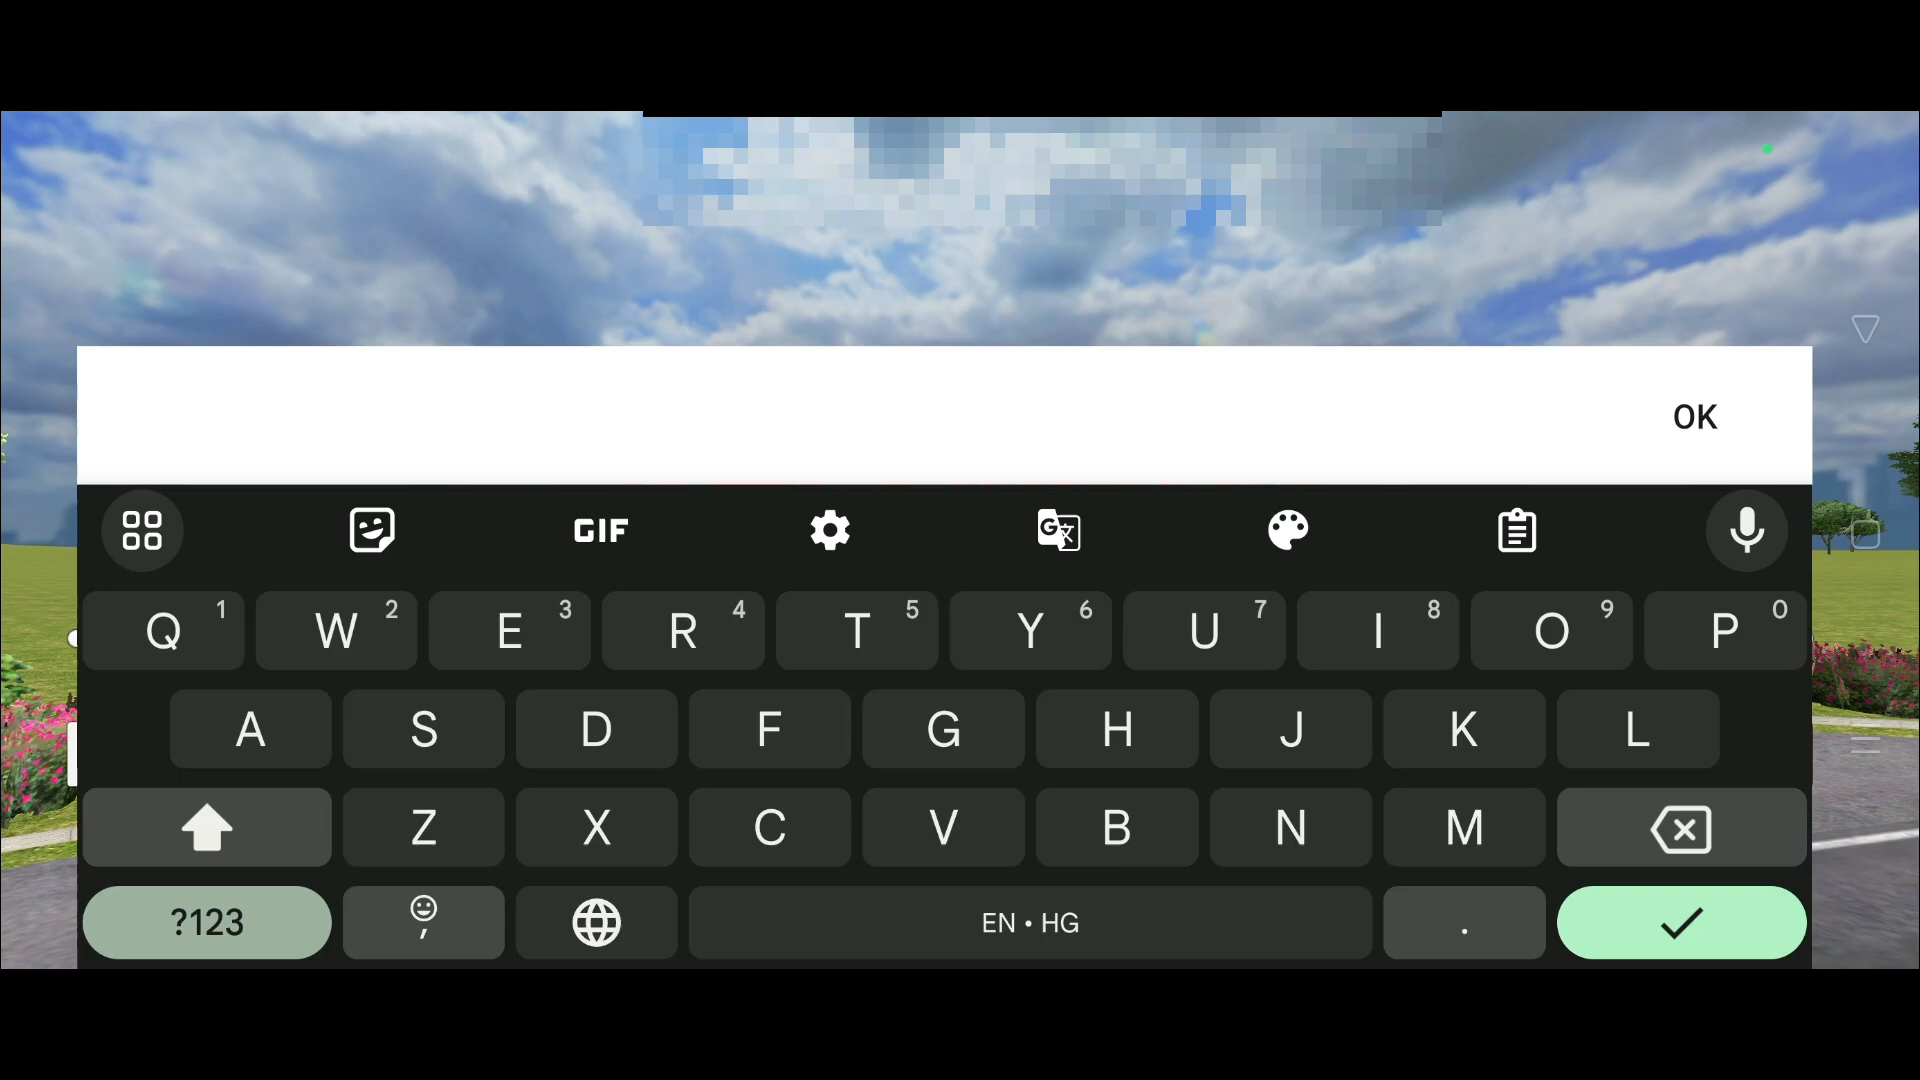 OK
GIF
Q 1 W 2 E 3 R 4 T 5 Y 6 U 7 I 8 O 9 P 0
A S D F G H J K L
Z X C V B N M
?123 , EN • HG .